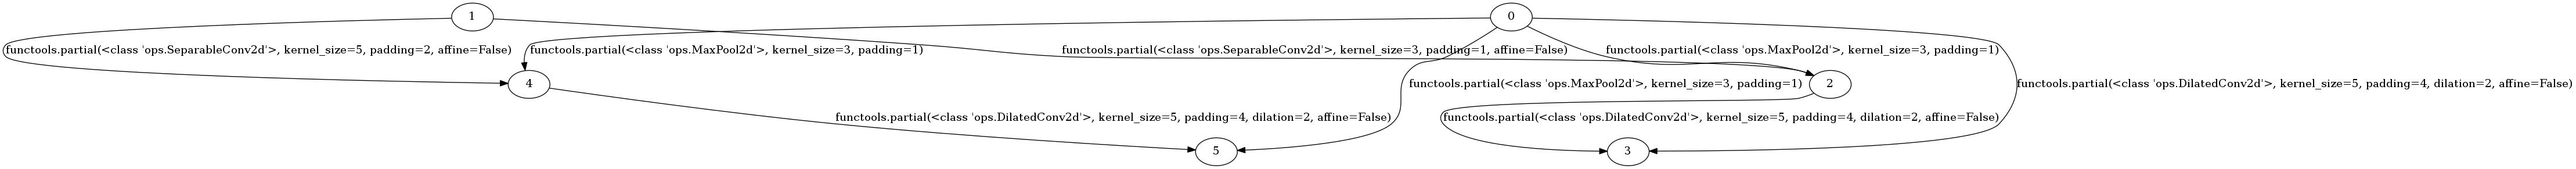 1
0
functools.partial(<class 'ops.SeparableConv2d'>, kernel_size=5, padding=2, affine=False)
functools.partial(<class 'ops.MaxPool2d'>, kernel_size=3, padding=1)
functools.partial(<class 'ops.SeparableConv2d'>, kernel_size=3, padding=1, affine=False)
functools.partial(<class 'ops.MaxPool2d'>, kernel_size=3, padding=1)
4
functools.partial(<class 'ops.MaxPool2d'>, kernel_size=3, padding=1)
2
functools.partial(<class 'ops.DilatedConv2d'>, kernel_size=5, padding=4, dilation=2, affine=False)
functools.partial(<class 'ops.DilatedConv2d'>, kernel_size=5, padding=4, dilation=2, affine=False)
functools.partial(<class 'ops.DilatedConv2d'>, kernel_size=5, padding=4, dilation=2, affine=False)
5
3